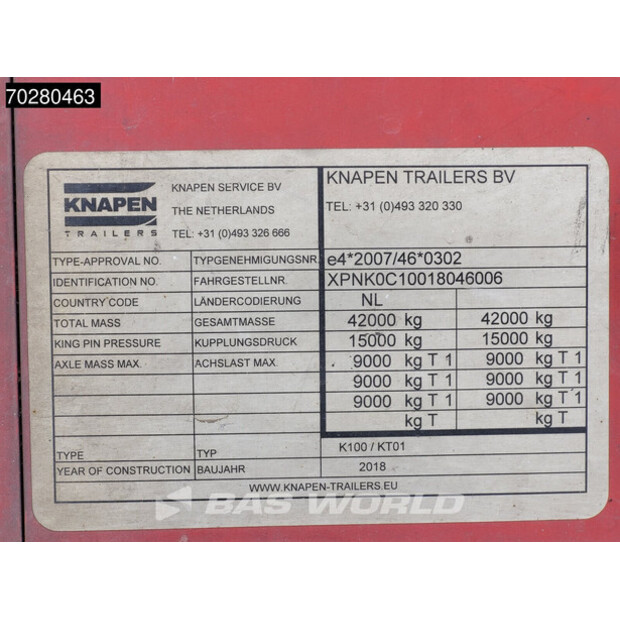 70280463
KNAPEN
TRAILERS
KNAPEN SERVICE BV
THE NETHERLANDS
TEL: +31 (0)493 326 666
KNAPEN TRAILERS BV
TEL: +31 (0)493 320 330
TYPE-APPROVAL NO. TYPGENEHMIGUNGSNR. e4*2007/46*0302
IDENTIFICATION NO. FAHRGESTELLNR. XPNK0C10018046006
COUNTRY CODE LÄNDERCODIERUNG NL
TOTAL MASS GESAMTMASSE 42000 kg 42000 kg
KING PIN PRESSURE KUPPLUNGSDRUCK 15000 kg 15000 kg
AXLE MASS MAX. ACHSLAST MAX. 9000 kg T 1 9000 kg T 1
9000 kg T 1 9000 kg T 1
9000 kg T 1 9000 kg T 1
kg T kg T
TYPE TYP K100 / KT01
YEAR OF CONSTRUCTION BAUJAHR 2018
WWW.KNAPEN-TRAILERS.EU
BAS WORLD